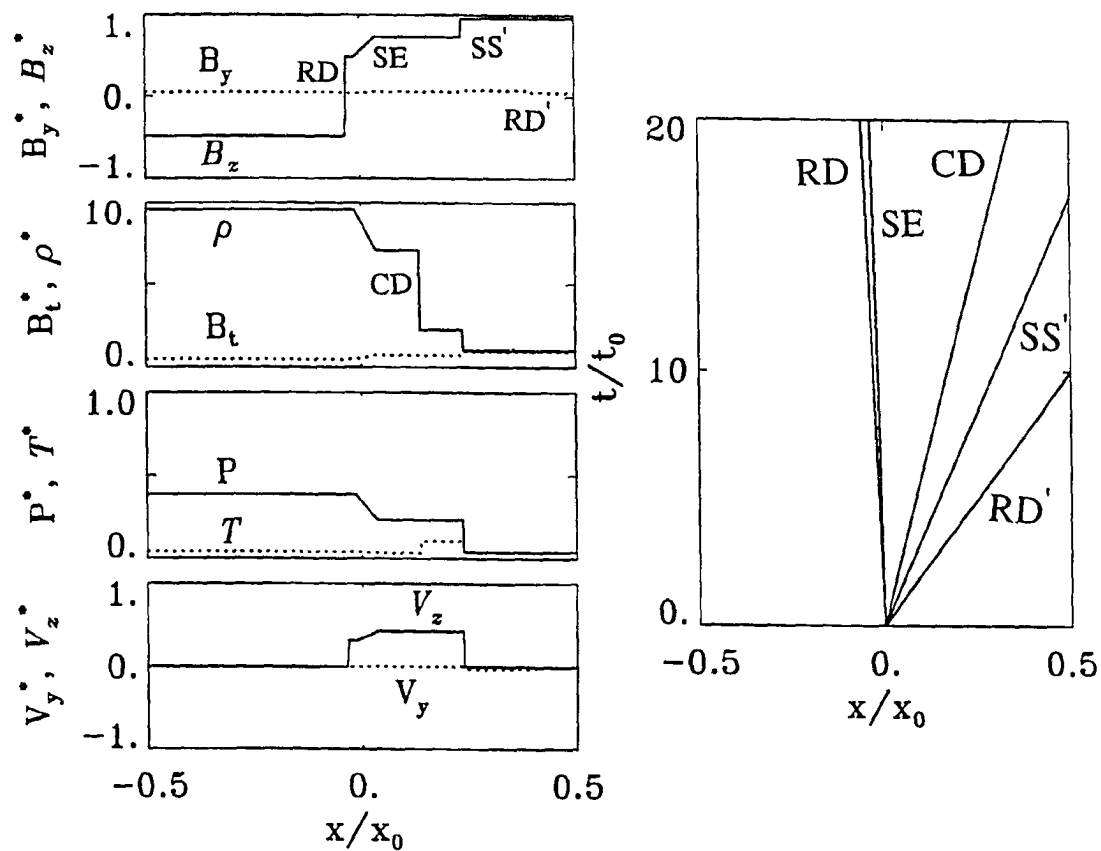 B_y^*, B_z^*
1.
0.
-1.
B_y
RD
SE
SS'
RD'
B_z
B_t^*, ρ^*
10.
0.
ρ
CD
B_t
P^*, T^*
1.0
0.
P
T
V_y^*, V_z^*
1.
0.
-1.
V_z
V_y
-0.5
0.
0.5
x/x_0
t/t_0
20
10
0.
RD
SE
CD
SS'
RD'
-0.5
0.
0.5
x/x_0